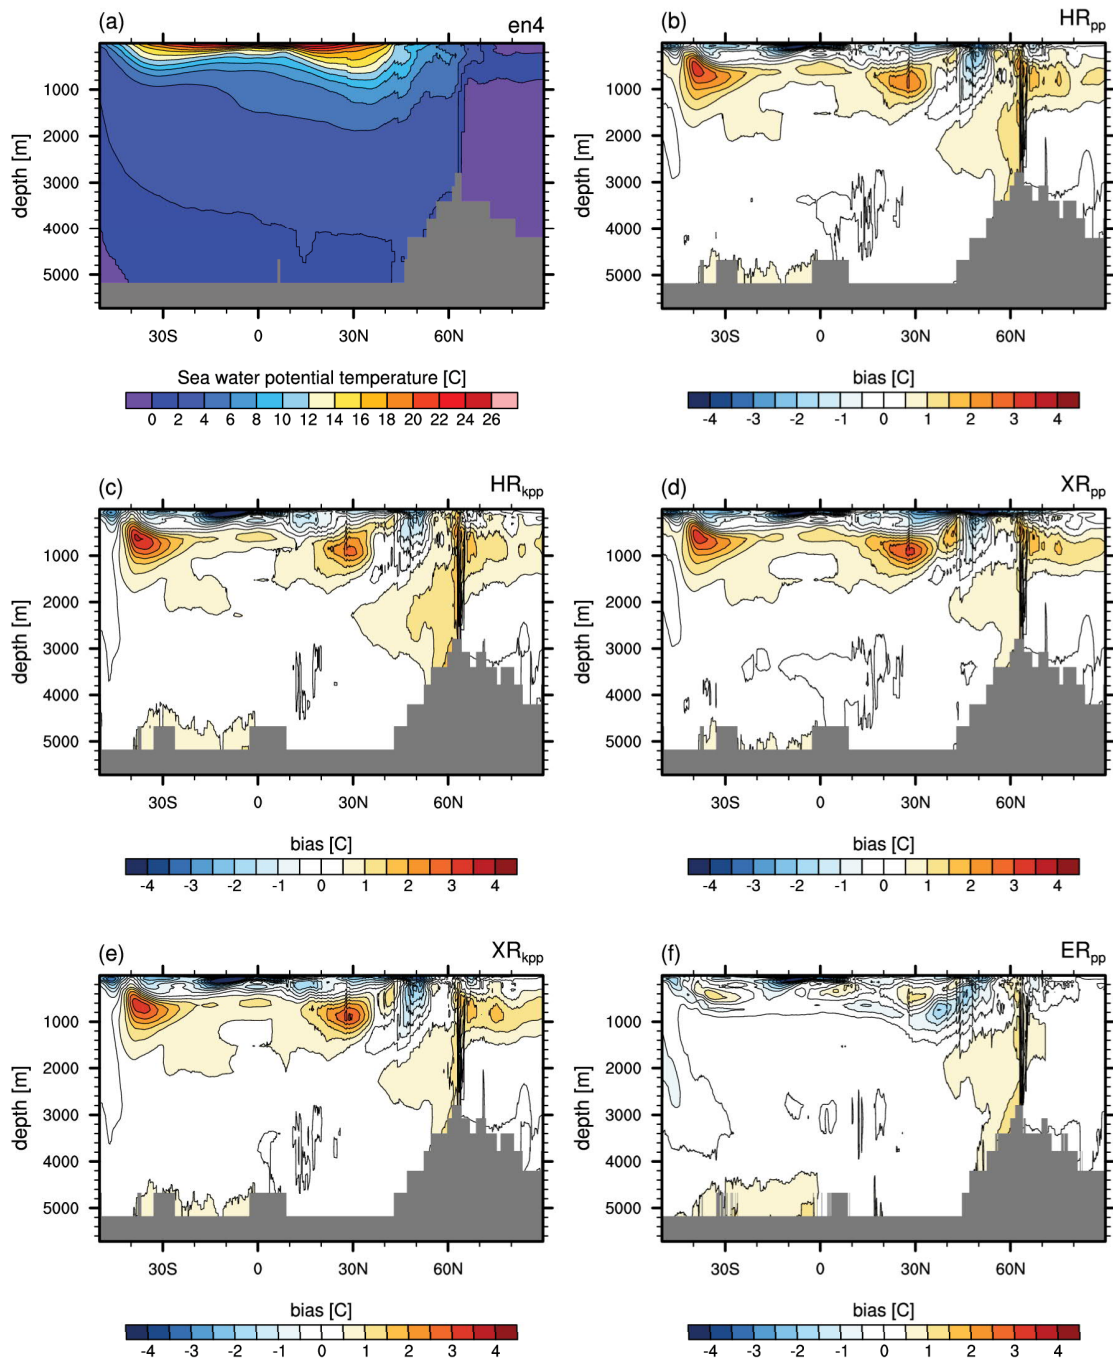 (a) en4
depth [m]
1000
2000
3000
4000
5000
30S 0 30N 60N
Sea water potential temperature [C]
0 2 4 6 8 10 12 14 16 18 20 22 24 26
(b) HRpp
depth [m]
1000
2000
3000
4000
5000
30S 0 30N 60N
bias [C]
-4 -3 -2 -1 0 1 2 3 4
(c) HRkpp
depth [m]
1000
2000
3000
4000
5000
30S 0 30N 60N
bias [C]
-4 -3 -2 -1 0 1 2 3 4
(d) XRpp
depth [m]
1000
2000
3000
4000
5000
30S 0 30N 60N
bias [C]
-4 -3 -2 -1 0 1 2 3 4
(e) XRkpp
depth [m]
1000
2000
3000
4000
5000
30S 0 30N 60N
bias [C]
-4 -3 -2 -1 0 1 2 3 4
(f) ERpp
depth [m]
1000
2000
3000
4000
5000
30S 0 30N 60N
bias [C]
-4 -3 -2 -1 0 1 2 3 4